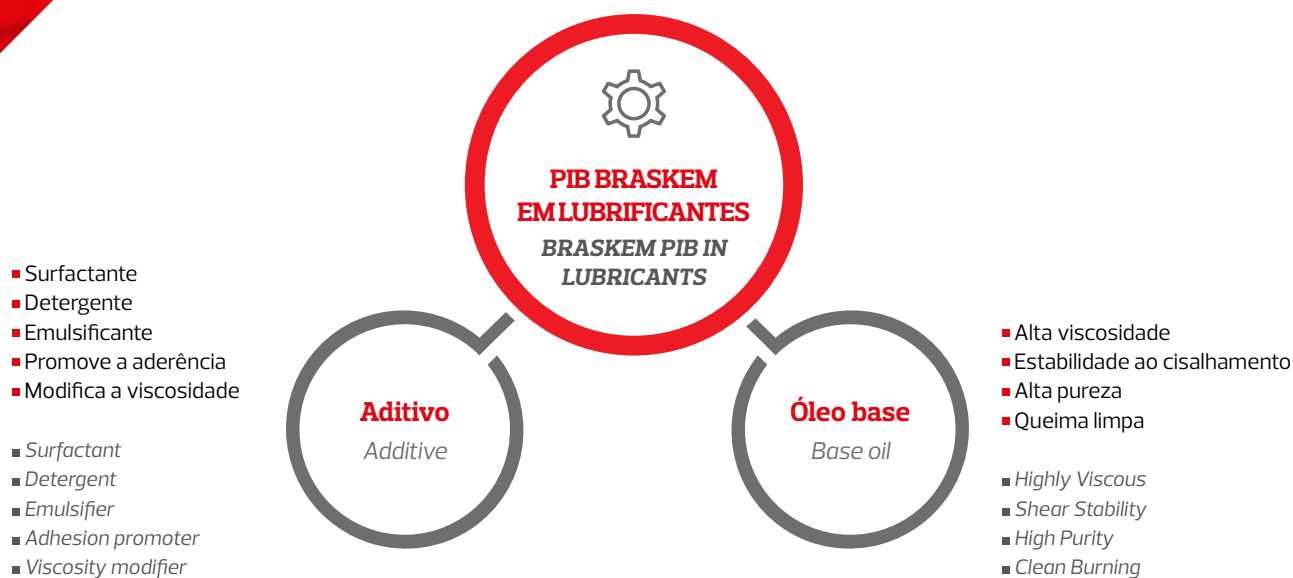 PIB BRASKEM
EM LUBRIFICANTES
BRASKEM PIB IN
LUBRICANTS
Surfactante
Detergente
Emulsificante
Promove a aderência
Modifica a viscosidade
Surfactant
Detergent
Emulsifier
Adhesion promoter
Viscosity modifier
Aditivo
Additive
Óleo base
Base oil
Alta viscosidade
Estabilidade ao cisalhamento
Alta pureza
Queima limpa
Highly Viscous
Shear Stability
High Purity
Clean Burning